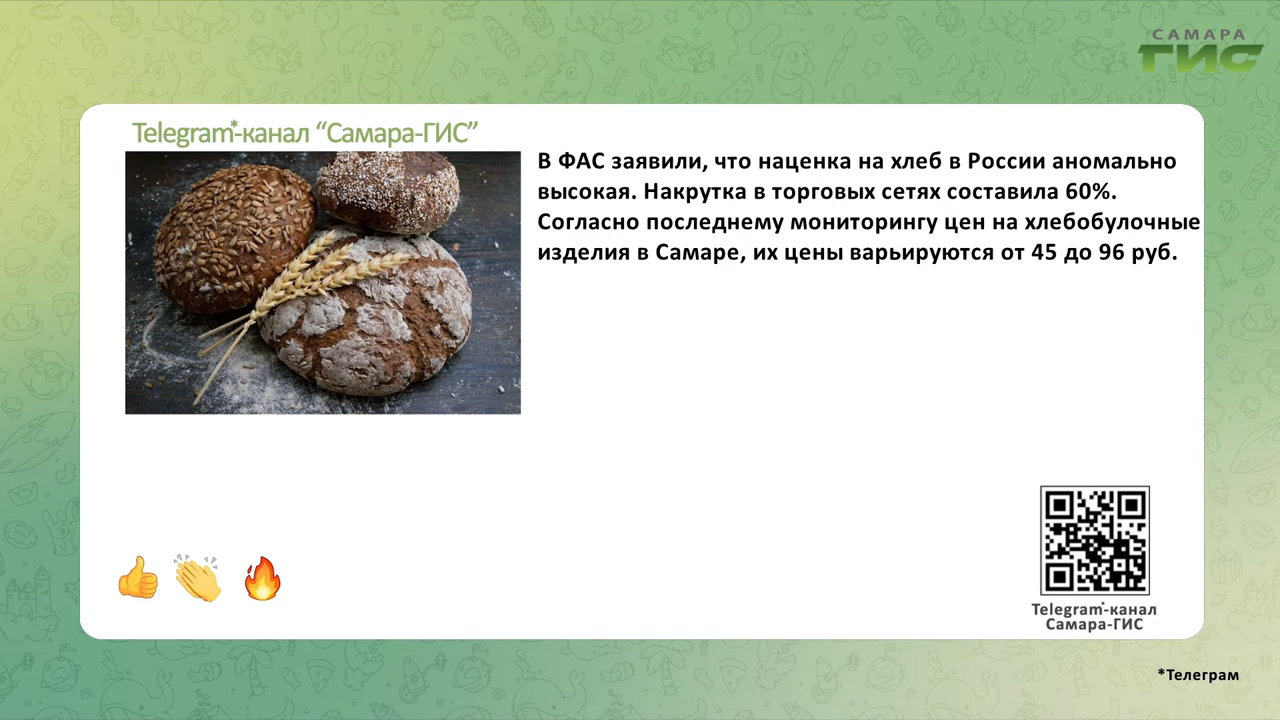 САМАРА
ГИС
Telegram*-канал “Самара-ГИС”
В ФАС заявили, что наценка на хлеб в России аномально
высокая. Накрутка в торговых сетях составила 60%.
Согласно последнему мониторингу цен на хлебобулочные
изделия в Самаре, их цены варьируются от 45 до 96 руб.
Telegram*-канал
Самара-ГИС
*Телеграм